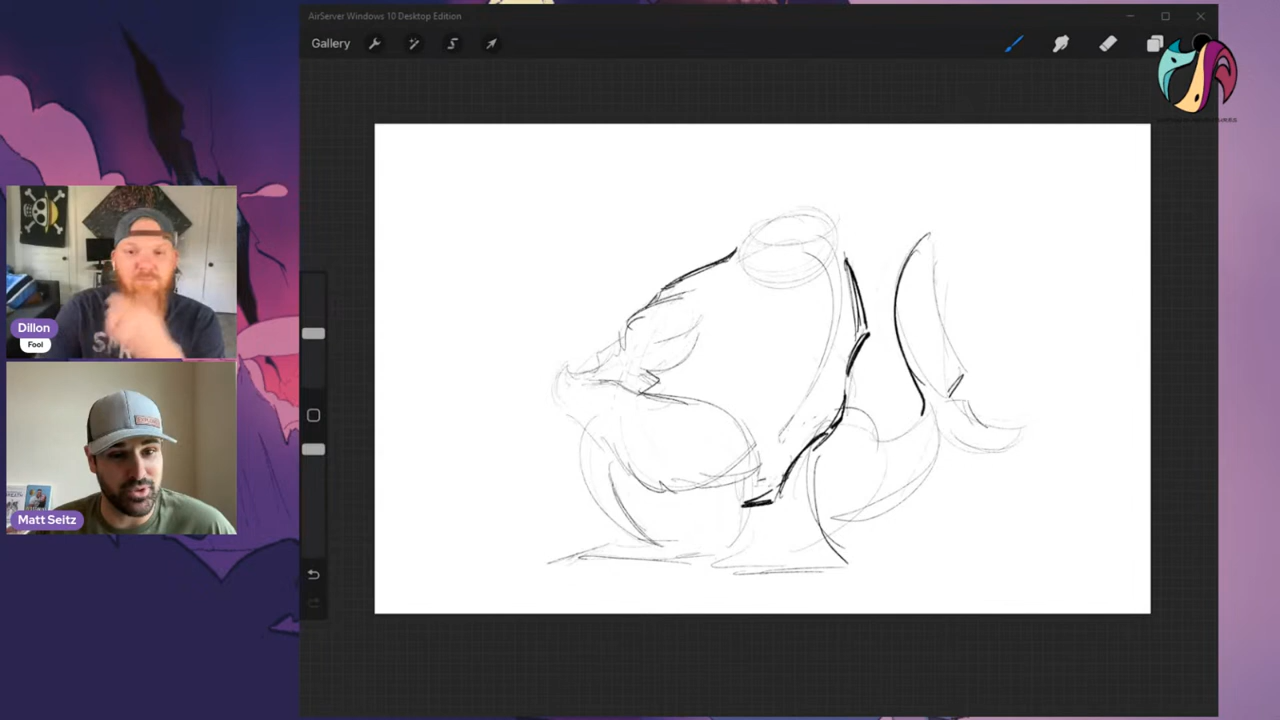 AirServer Windows 10 Desktop Edition
Gallery
Dillon
Fool
Matt Seitz